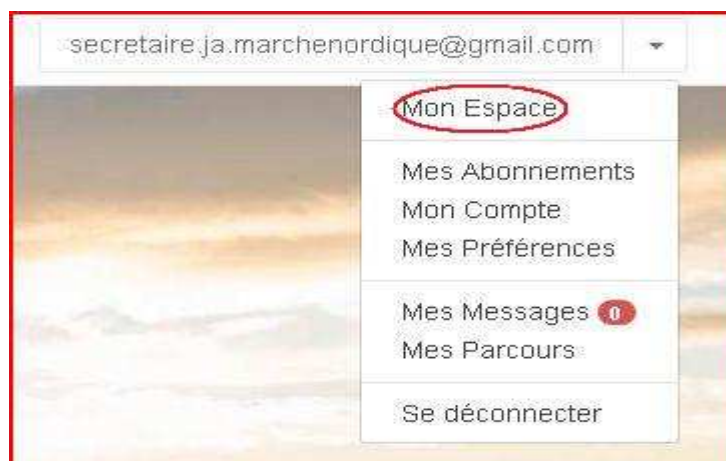 secretaire.ja.marchenordique@gmail.com
Mon Espace
Mes Abonnements
Mon Compte
Mes Préférences
Mes Messages 0
Mes Parcours
Se déconnecter